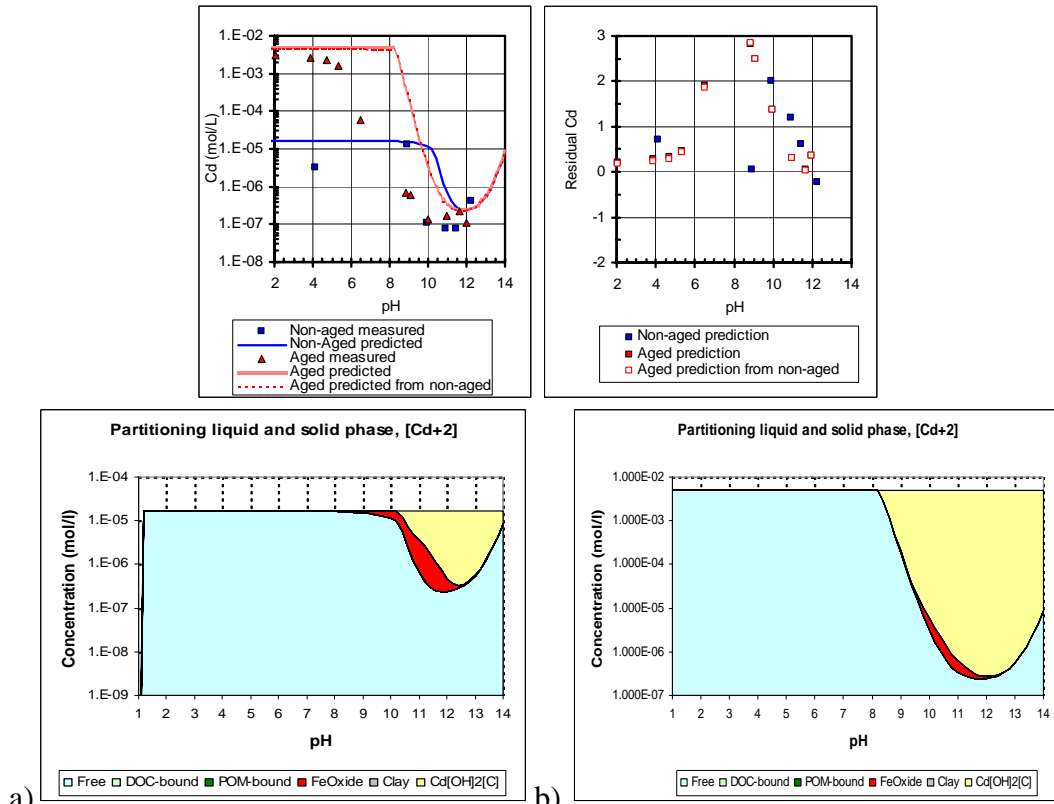 1.E-02
1.E-03
1.E-04
1.E-05
1.E-06
1.E-07
1.E-08
Cd (mol/L)
2 4 6 8 10 12 14
pH
Non-aged measured
Non-Aged predicted
Aged measured
Aged predicted
Aged predicted from non-aged
3
2
1
0
-1
-2
Residual Cd
2 4 6 8 10 12 14
pH
Non-aged prediction
Aged prediction
Aged prediction from non-aged
Partitioning liquid and solid phase, [Cd+2]
1.E-04
1.E-05
1.E-06
1.E-07
1.E-08
1.E-09
Concentration (mol/l)
1 2 3 4 5 6 7 8 9 10 11 12 13 14
pH
Free DOC-bound POM-bound FeOxide Clay Cd[OH]2[C]
a)
Partitioning liquid and solid phase, [Cd+2]
1.000E-02
1.000E-03
1.000E-04
1.000E-05
1.000E-06
1.000E-07
Concentration (mol/l)
1 2 3 4 5 6 7 8 9 10 11 12 13 14
pH
Free DOC-bound POM-bound FeOxide Clay Cd[OH]2[C]
b)